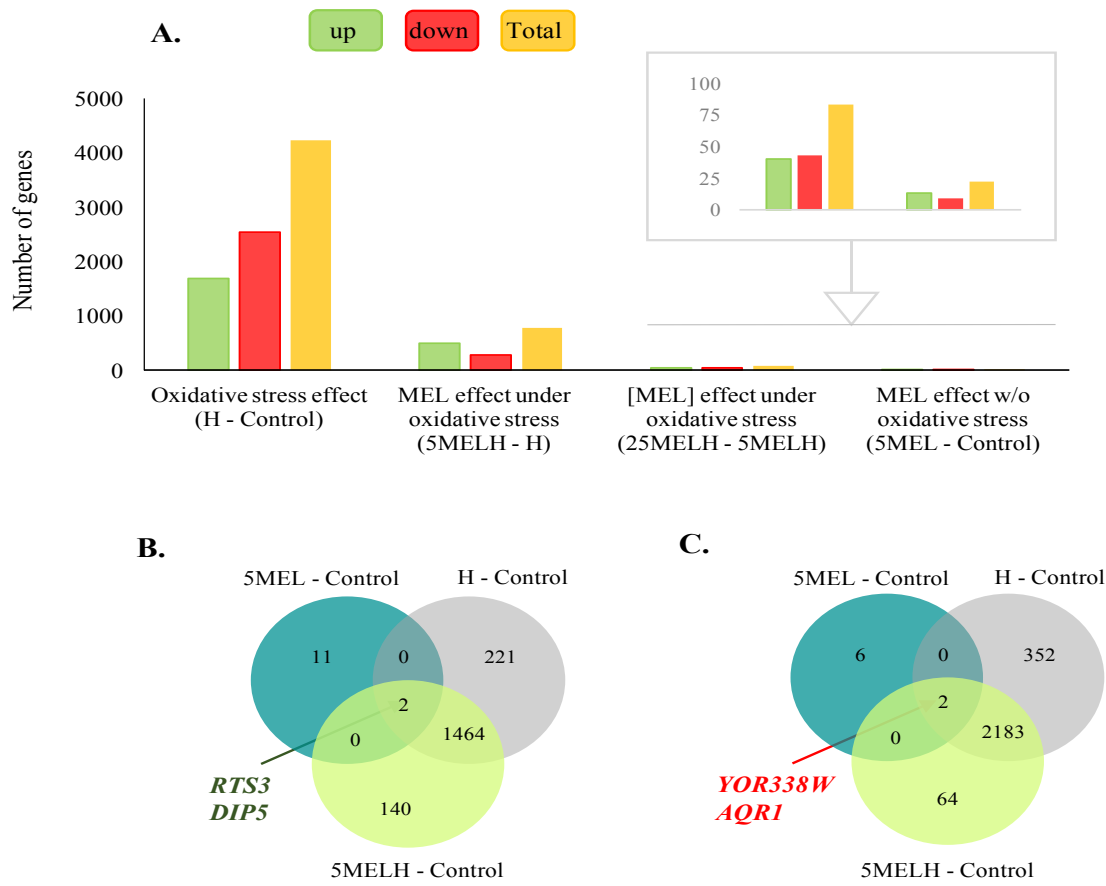 A.
up
down
Total
Number of genes
5000
4000
3000
2000
1000
0
100
75
50
25
0
Oxidative stress effect
(H - Control)
MEL effect under
oxidative stress
(5MELH - H)
[MEL] effect under
oxidative stress
(25MELH - 5MELH)
MEL effect w/o
oxidative stress
(5MEL - Control)
B.
5MEL - Control
H - Control
11
0
221
2
0
1464
RTS3
DIP5
140
5MELH - Control
C.
5MEL - Control
H - Control
6
0
352
2
0
2183
YOR338W
AQR1
64
5MELH - Control